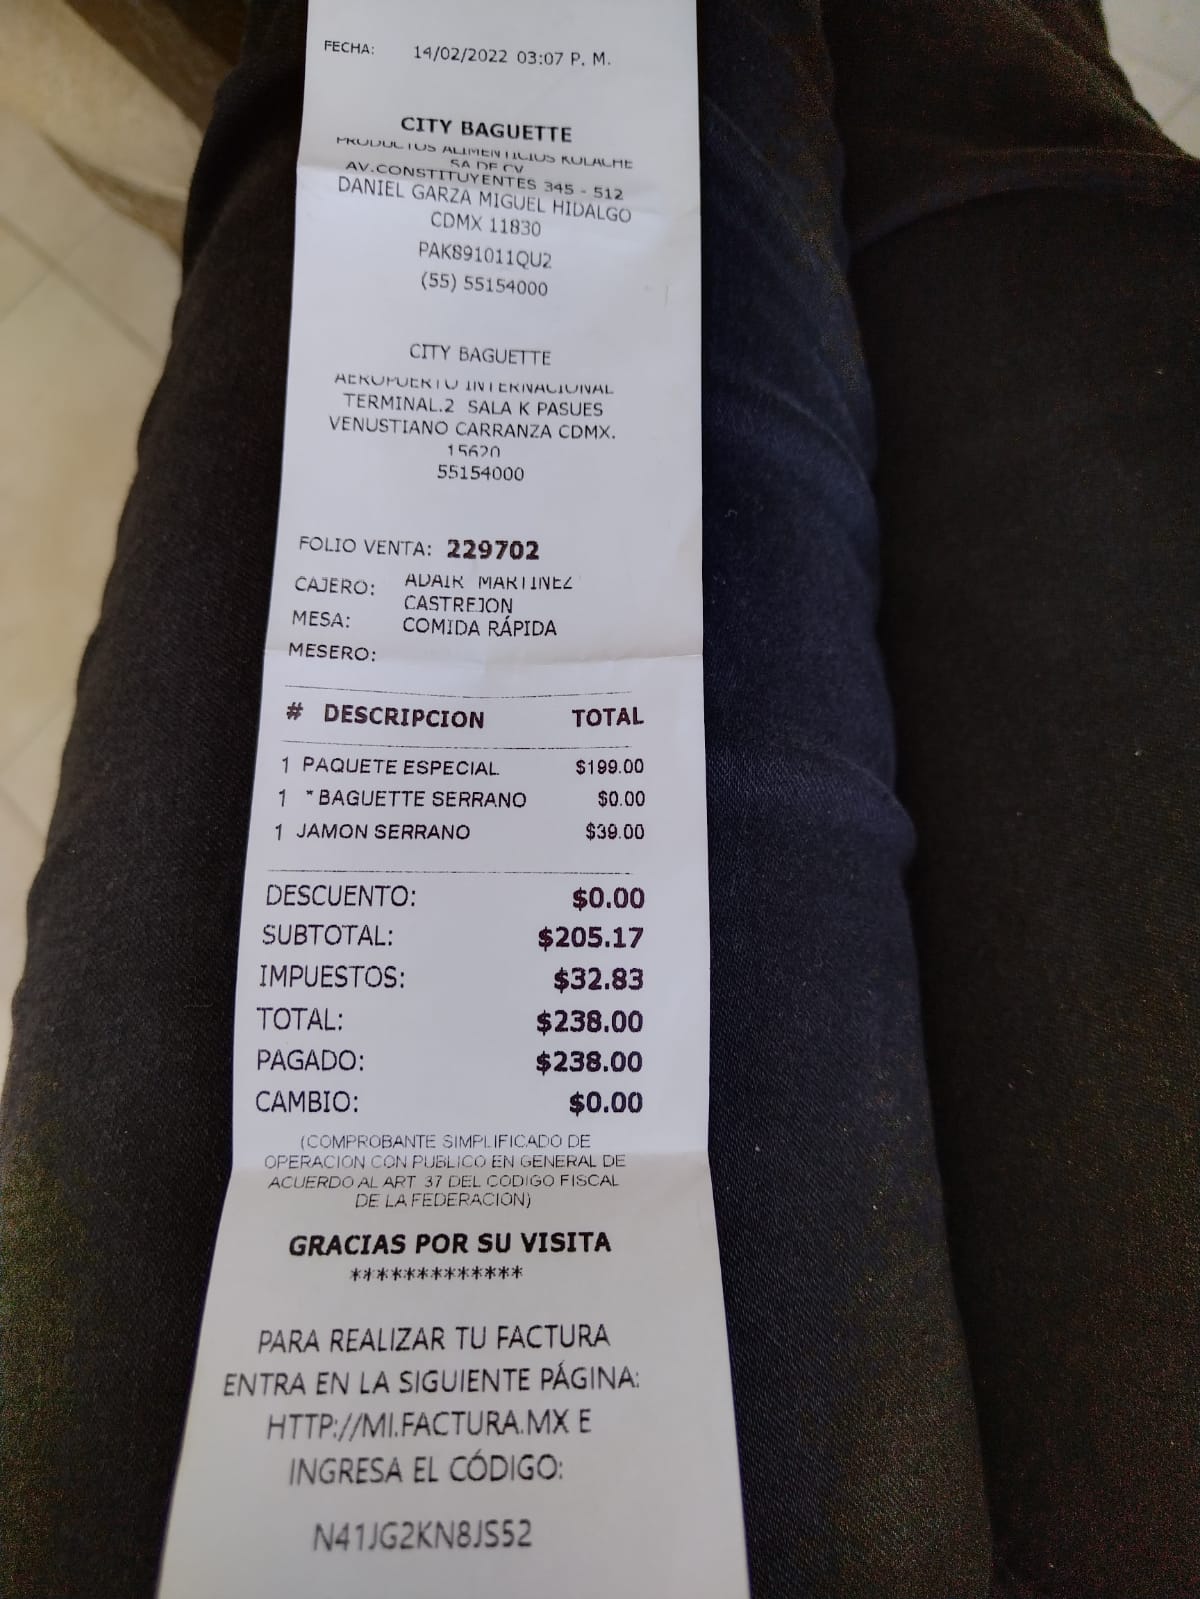 FECHA: 14/02/2022 03:07 P. M.
CITY BAGUETTE
PRODUCTOS ALIMENTICIOS KOLACHE
SA DE CV
AV.CONSTITUYENTES 345 - 512
DANIEL GARZA MIGUEL HIDALGO
CDMX 11830
PAK891011QU2
(55) 55154000
CITY BAGUETTE
AEROPUERTO INTERNACIONAL
TERMINAL.2 SALA K PASUES
VENUSTIANO CARRANZA CDMX.
15620
55154000
FOLIO VENTA: 229702
CAJERO: ADAIR MARTINEZ
CASTREJON
MESA: COMIDA RÁPIDA
MESERO:
# DESCRIPCION TOTAL
1 PAQUETE ESPECIAL $199.00
1 *BAGUETTE SERRANO $0.00
1 JAMON SERRANO $39.00
DESCUENTO: $0.00
SUBTOTAL: $205.17
IMPUESTOS: $32.83
TOTAL: $238.00
PAGADO: $238.00
CAMBIO: $0.00
(COMPROBANTE SIMPLIFICADO DE
OPERACION CON PUBLICO EN GENERAL DE
ACUERDO AL ART 37 DEL CODIGO FISCAL
DE LA FEDERACION)
GRACIAS POR SU VISITA
*************
PARA REALIZAR TU FACTURA
ENTRA EN LA SIGUIENTE PÁGINA:
HTTP://MI.FACTURA.MX E
INGRESA EL CÓDIGO:
N41JG2KN8JS52